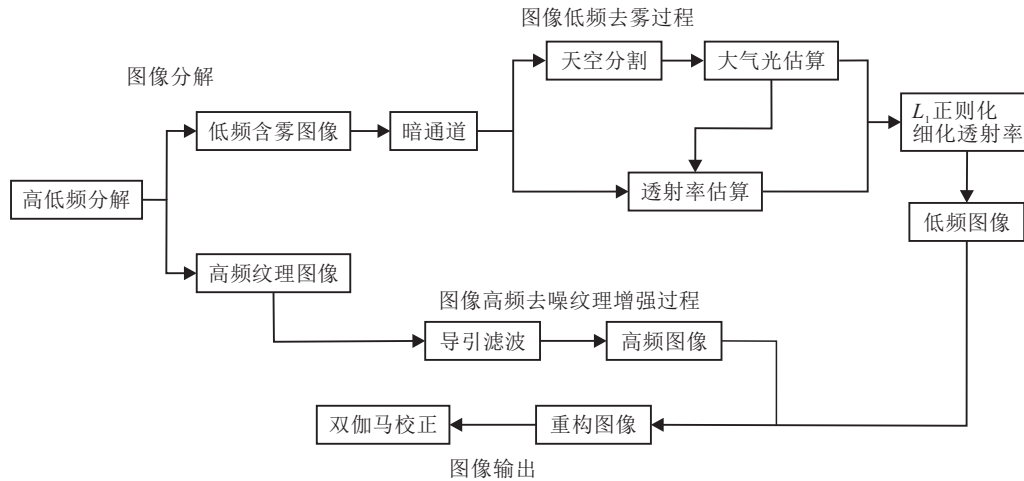 图像低频去雾过程
天空分割
大气光估算
图像分解
低频含雾图像
暗通道
L₁正则化
细化透射率
高低频分解
透射率估算
低频图像
高频纹理图像
图像高频去噪纹理增强过程
导引滤波
高频图像
双伽马校正
重构图像
图像输出